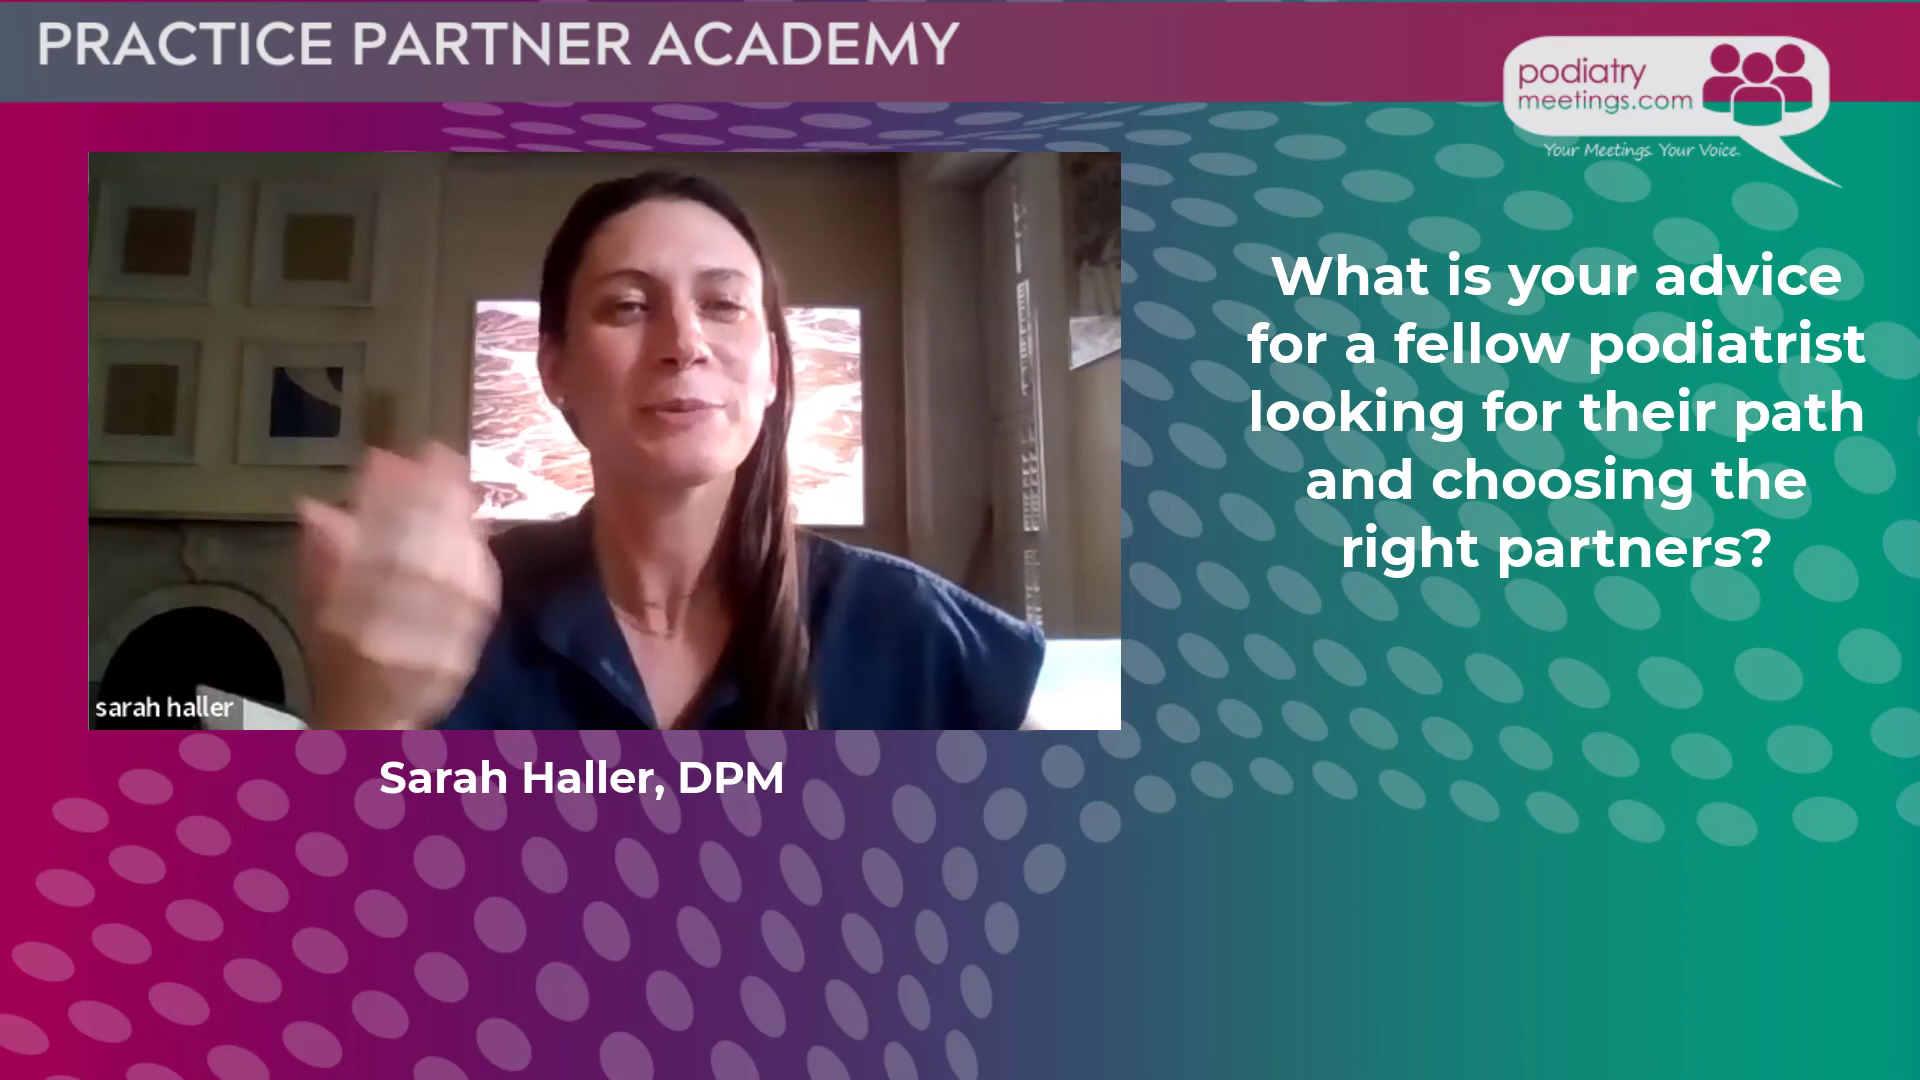 PRACTICE PARTNER ACADEMY
podiatry
meetings.com
Your Meetings. Your Voice.
What is your advice
for a fellow podiatrist
looking for their path
and choosing the
right partners?
sarah haller
Sarah Haller, DPM